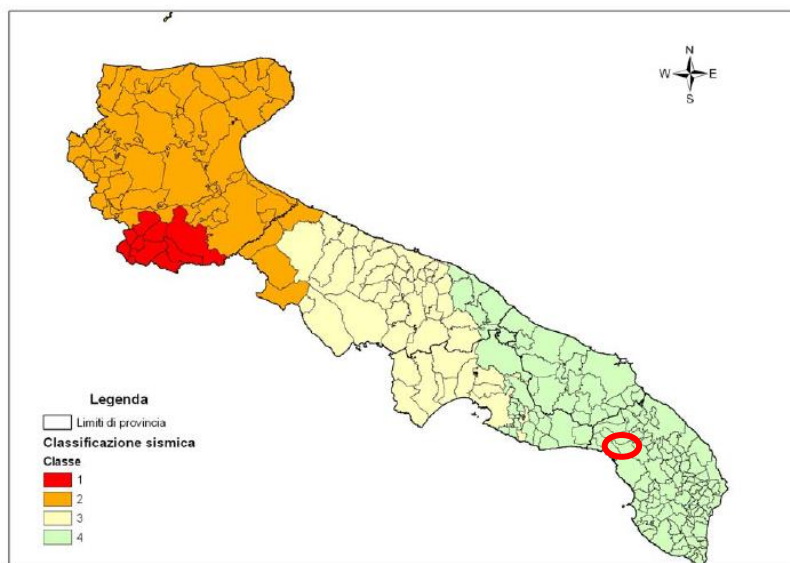 N
W E
S
Legenda
Limiti di provincia
Classificazione sismica
Classe
1
2
3
4